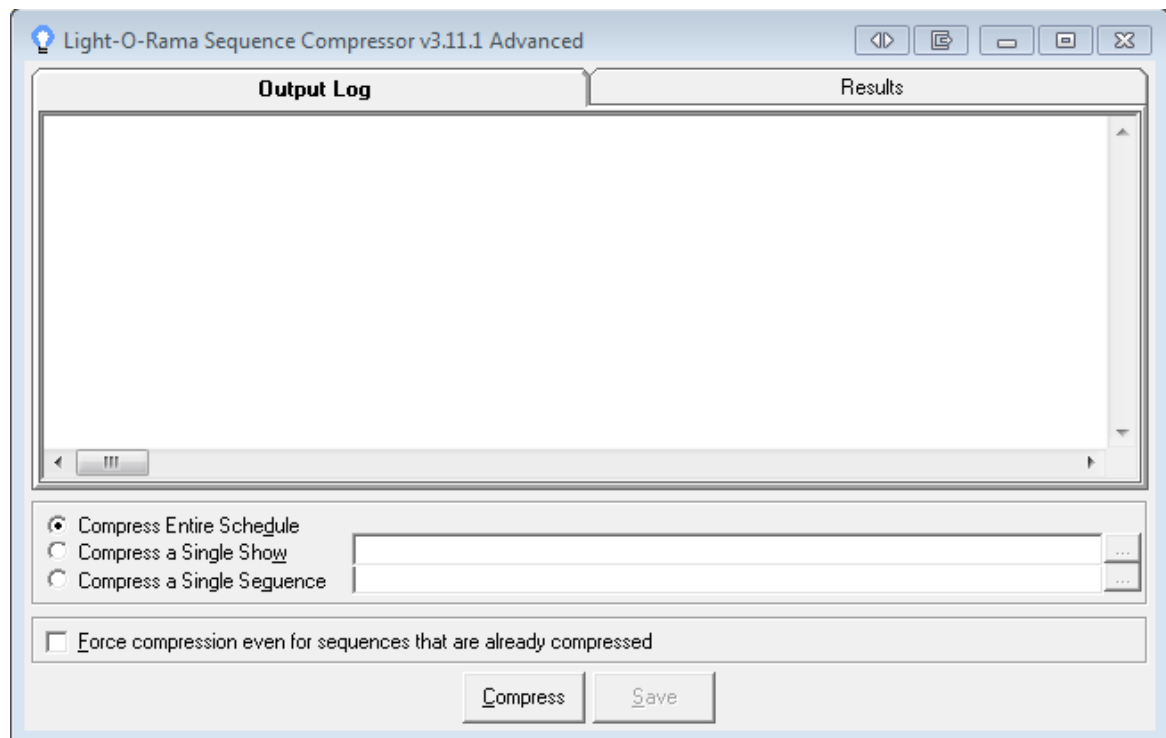 Light-O-Rama Sequence Compressor v3.11.1 Advanced
Output Log
Results
Compress Entire Schedule
Compress a Single Show
...
Compress a Single Sequence
...
Force compression even for sequences that are already compressed
Compress
Save